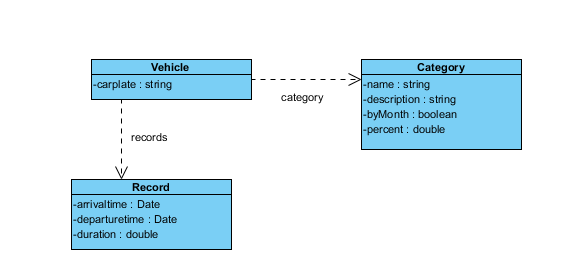 Vehicle
-carplate : string
category
Category
-name : string
-description : string
-byMonth : boolean
-percent : double
records
Record
-arrivaltime : Date
-departuretime : Date
-duration : double